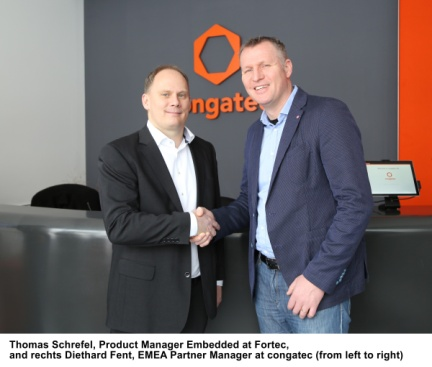 congatec
Thomas Schrefel, Product Manager Embedded at Fortec,
and rechts Diethard Fent, EMEA Partner Manager at congatec (from left to right)